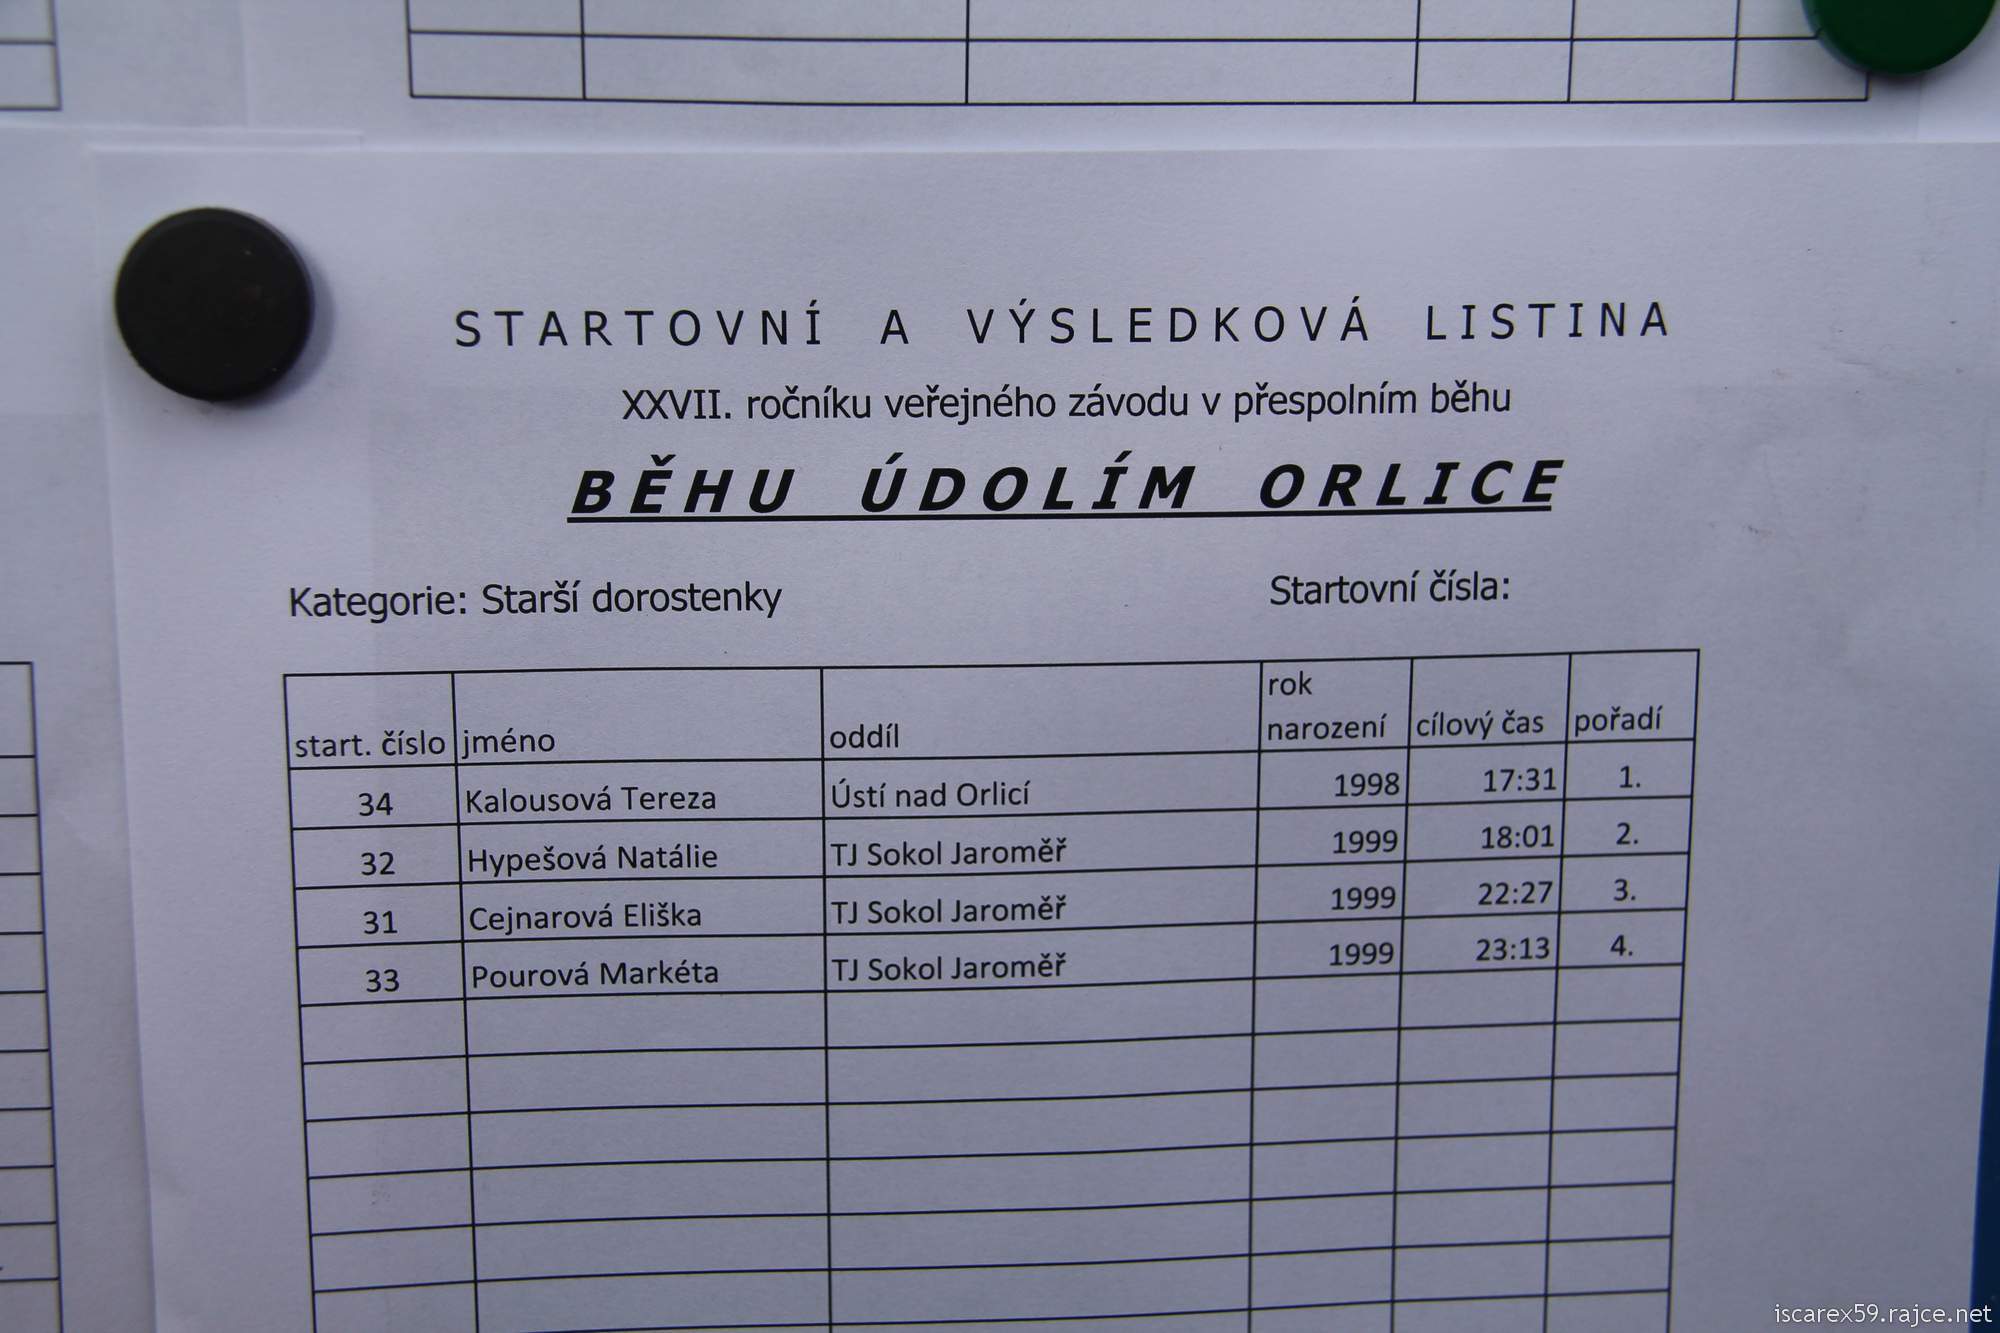 STARTOVNÍ A VÝSLEDKOVÁ LISTINA
XXVII. ročníku veřejného závodu v přespolním běhu
BĚHU ÚDOLÍM ORLICE
Kategorie: Starší dorostenky Startovní čísla:
start. číslo jméno oddíl rok narození cílový čas pořadí
34 Kalousová Tereza Ústí nad Orlicí 1998 17:31 1.
32 Hypešová Natálie TJ Sokol Jaroměř 1999 18:01 2.
31 Cejnarová Eliška TJ Sokol Jaroměř 1999 22:27 3.
33 Pourová Markéta TJ Sokol Jaroměř 1999 23:13 4.
iscarex59.rajce.net